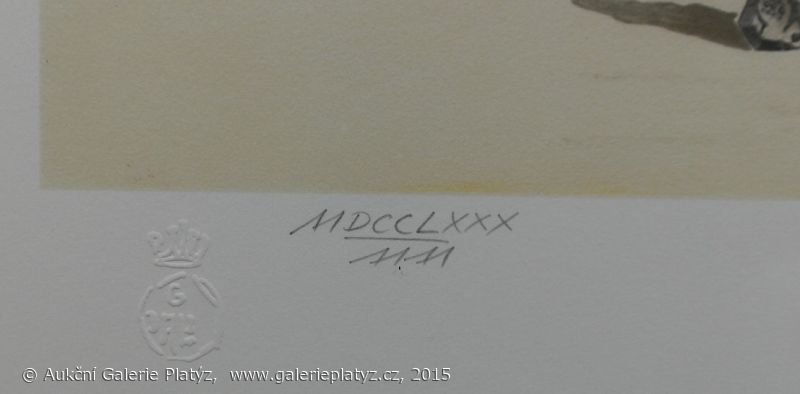 MDCCLXXX
MM
© Aukční Galerie Platýz, www.galerieplatyz.cz, 2015